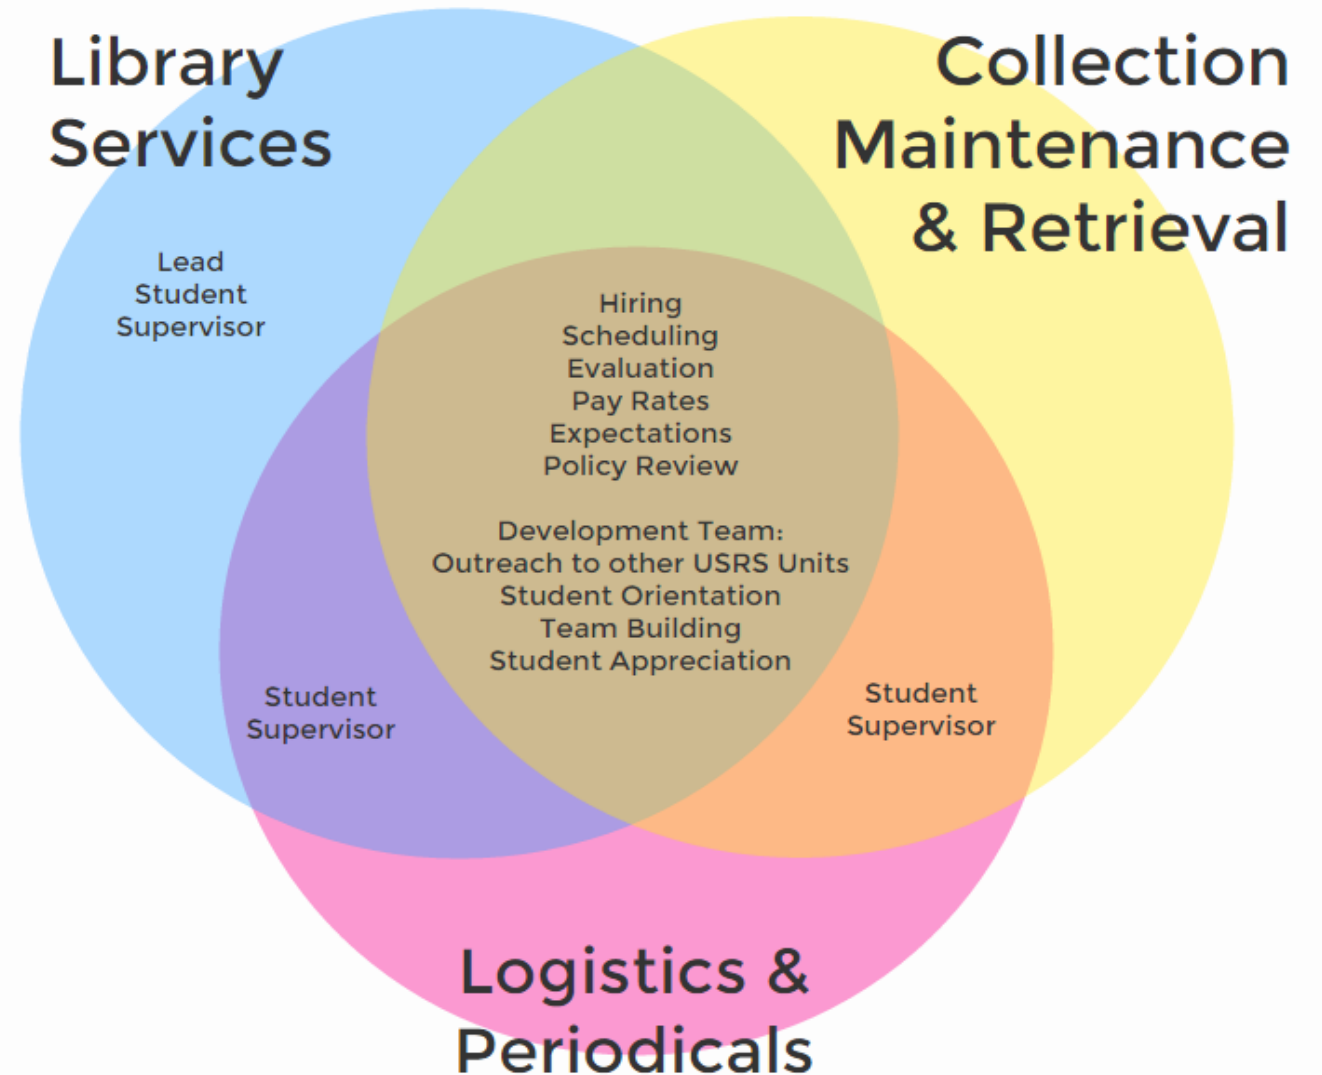 Library
Services
Collection
Maintenance
& Retrieval
Lead
Student
Supervisor
Hiring
Scheduling
Evaluation
Pay Rates
Expectations
Policy Review
Development Team:
Outreach to other USRS Units
Student Orientation
Team Building
Student Appreciation
Student
Supervisor
Student
Supervisor
Logistics &
Periodicals